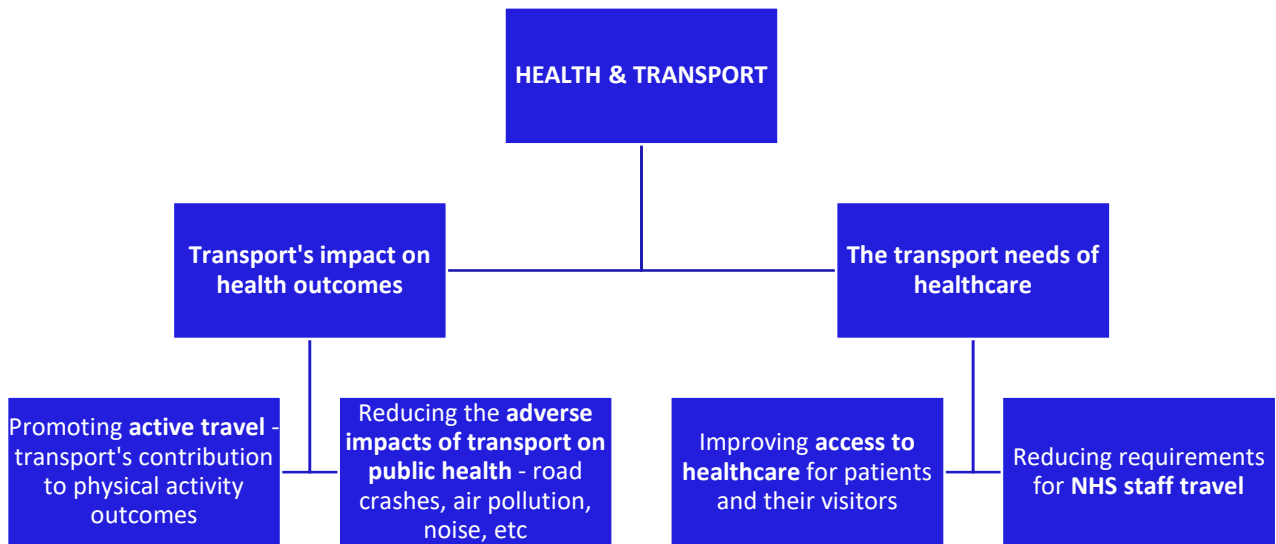 HEALTH & TRANSPORT
Transport's impact on
health outcomes
The transport needs of
healthcare
Promoting active travel -
transport's contribution
to physical activity
outcomes
Reducing the adverse
impacts of transport on
public health - road
crashes, air pollution,
noise, etc
Improving access to
healthcare for patients
and their visitors
Reducing requirements
for NHS staff travel